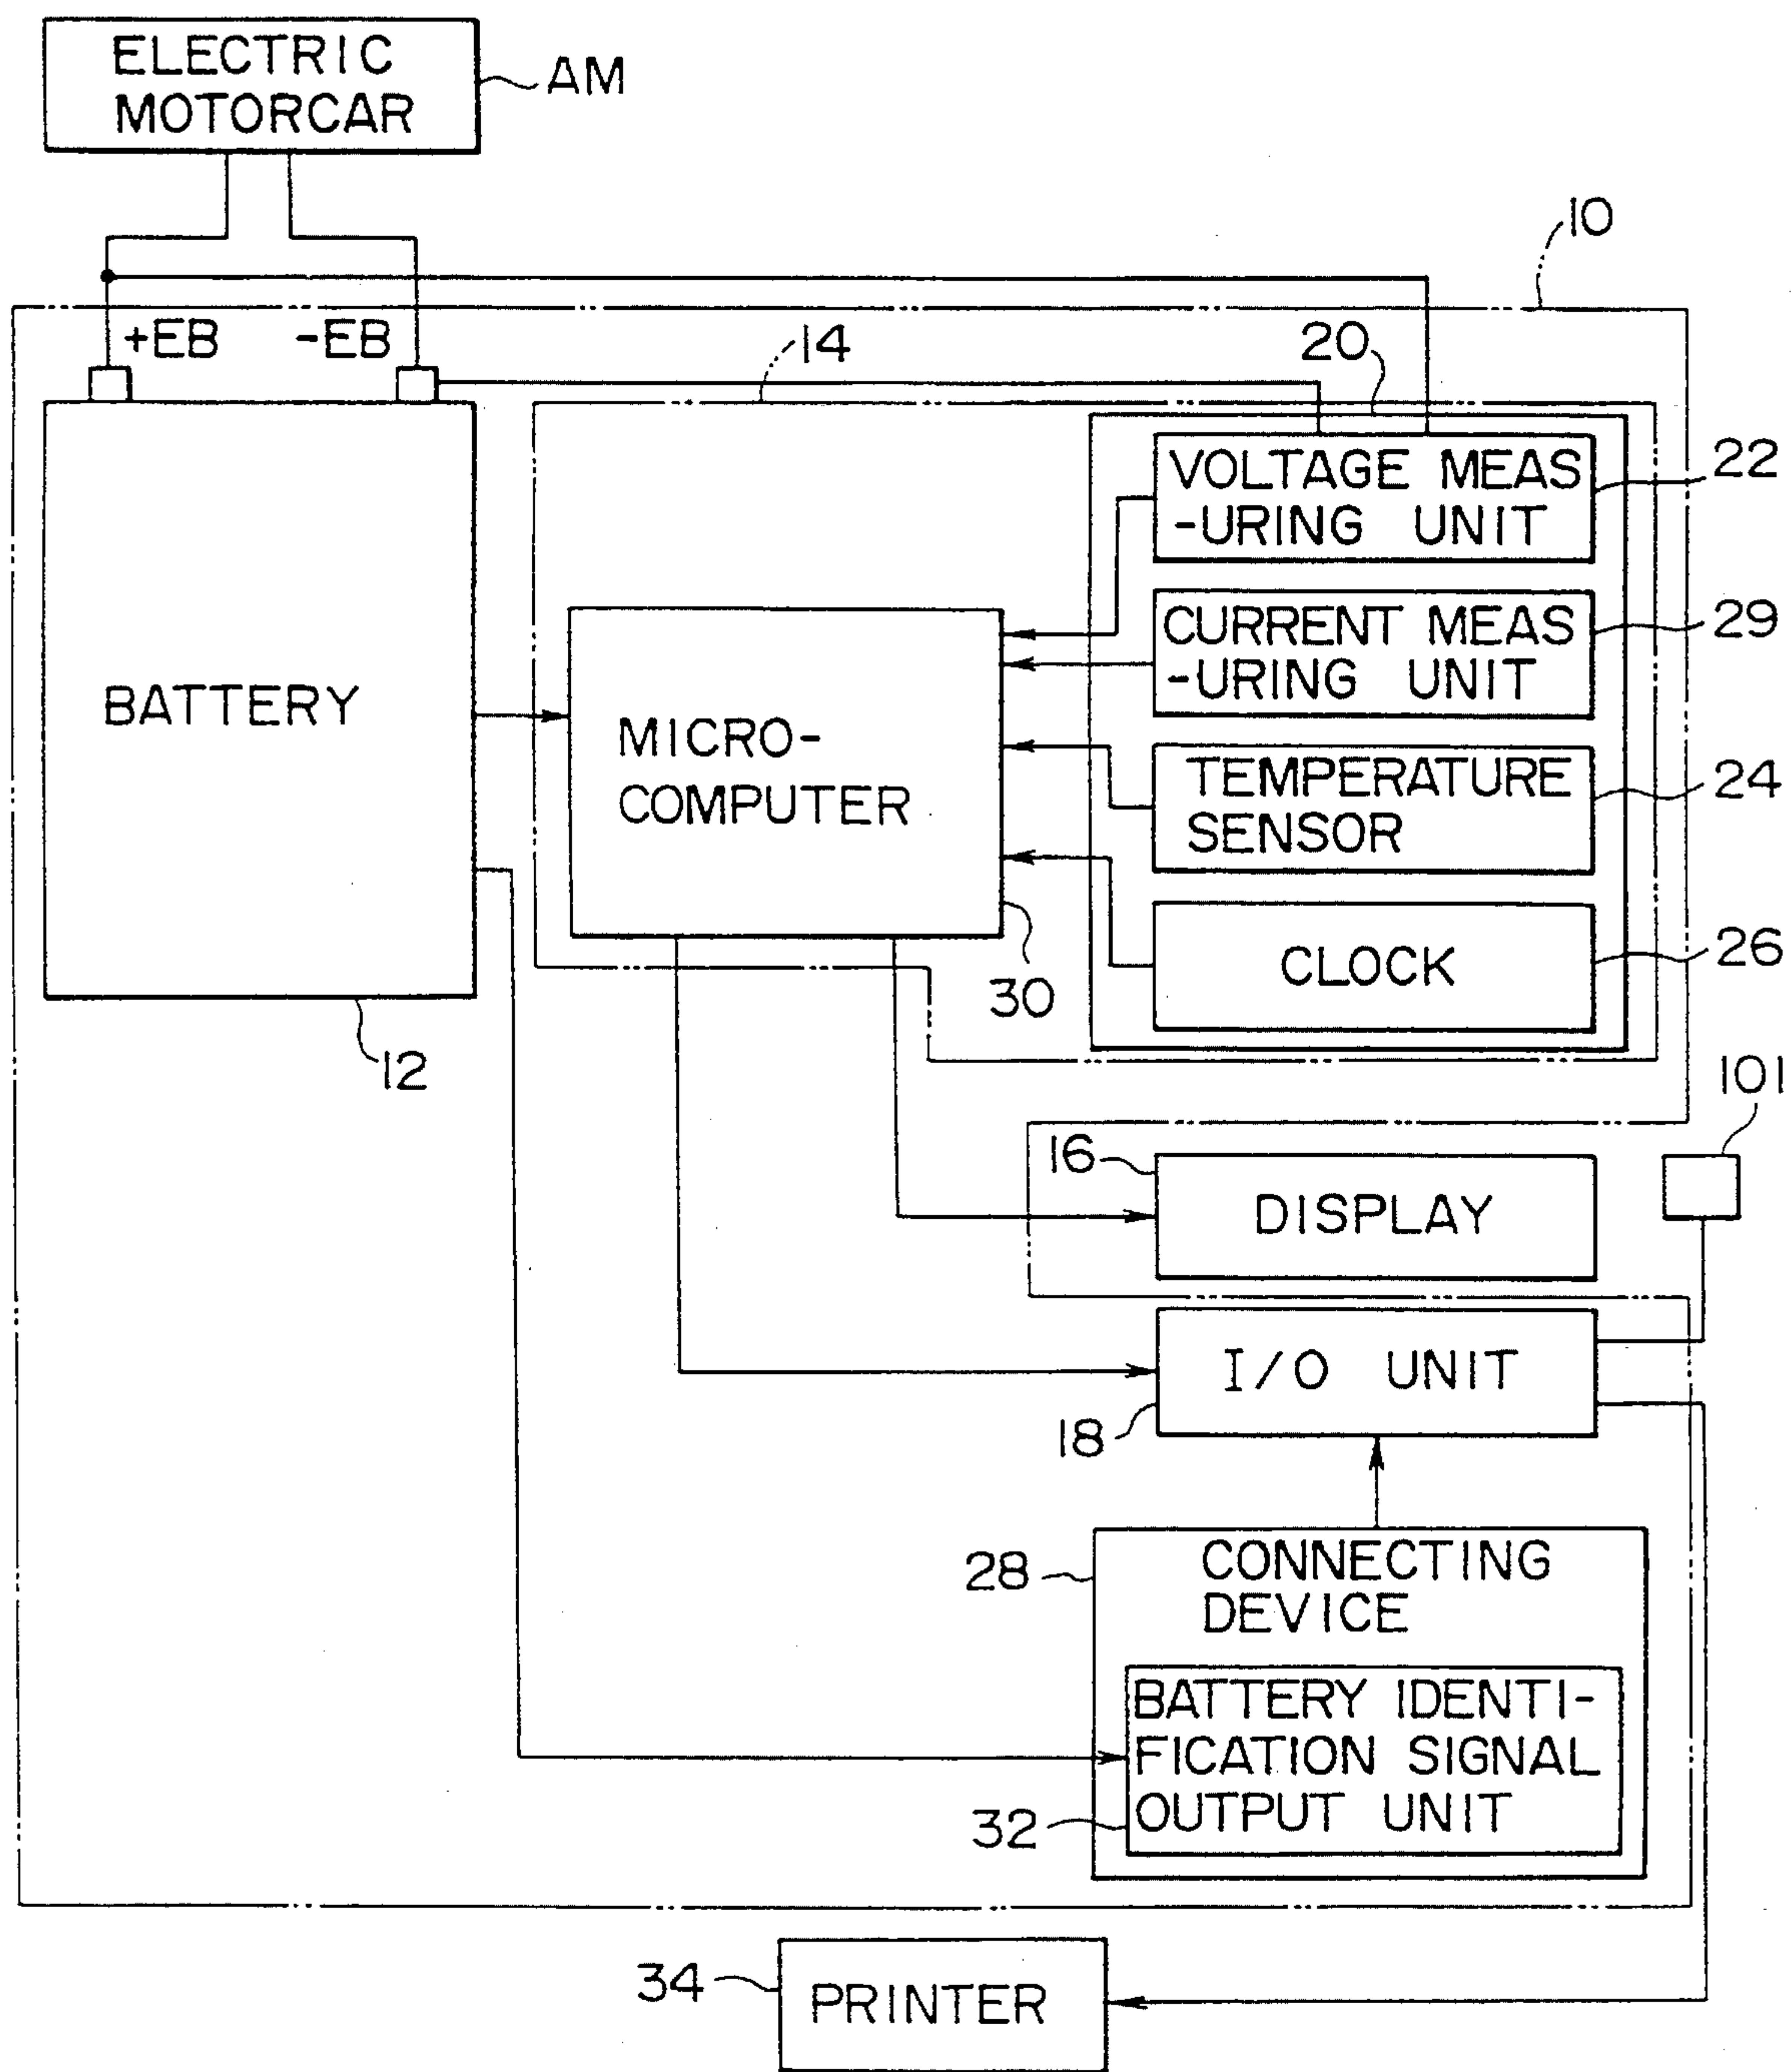 ELECTRIC
MOTORCAR
AM
10
+EB
-EB
14
20
VOLTAGE MEAS
-URING UNIT
22
CURRENT MEAS
-URING UNIT
29
BATTERY
MICRO-
COMPUTER
TEMPERATURE
SENSOR
24
CLOCK
26
30
12
101
16
DISPLAY
I/O UNIT
18
28
CONNECTING
DEVICE
BATTERY IDENTI-
FICATION SIGNAL
OUTPUT UNIT
32
34
PRINTER